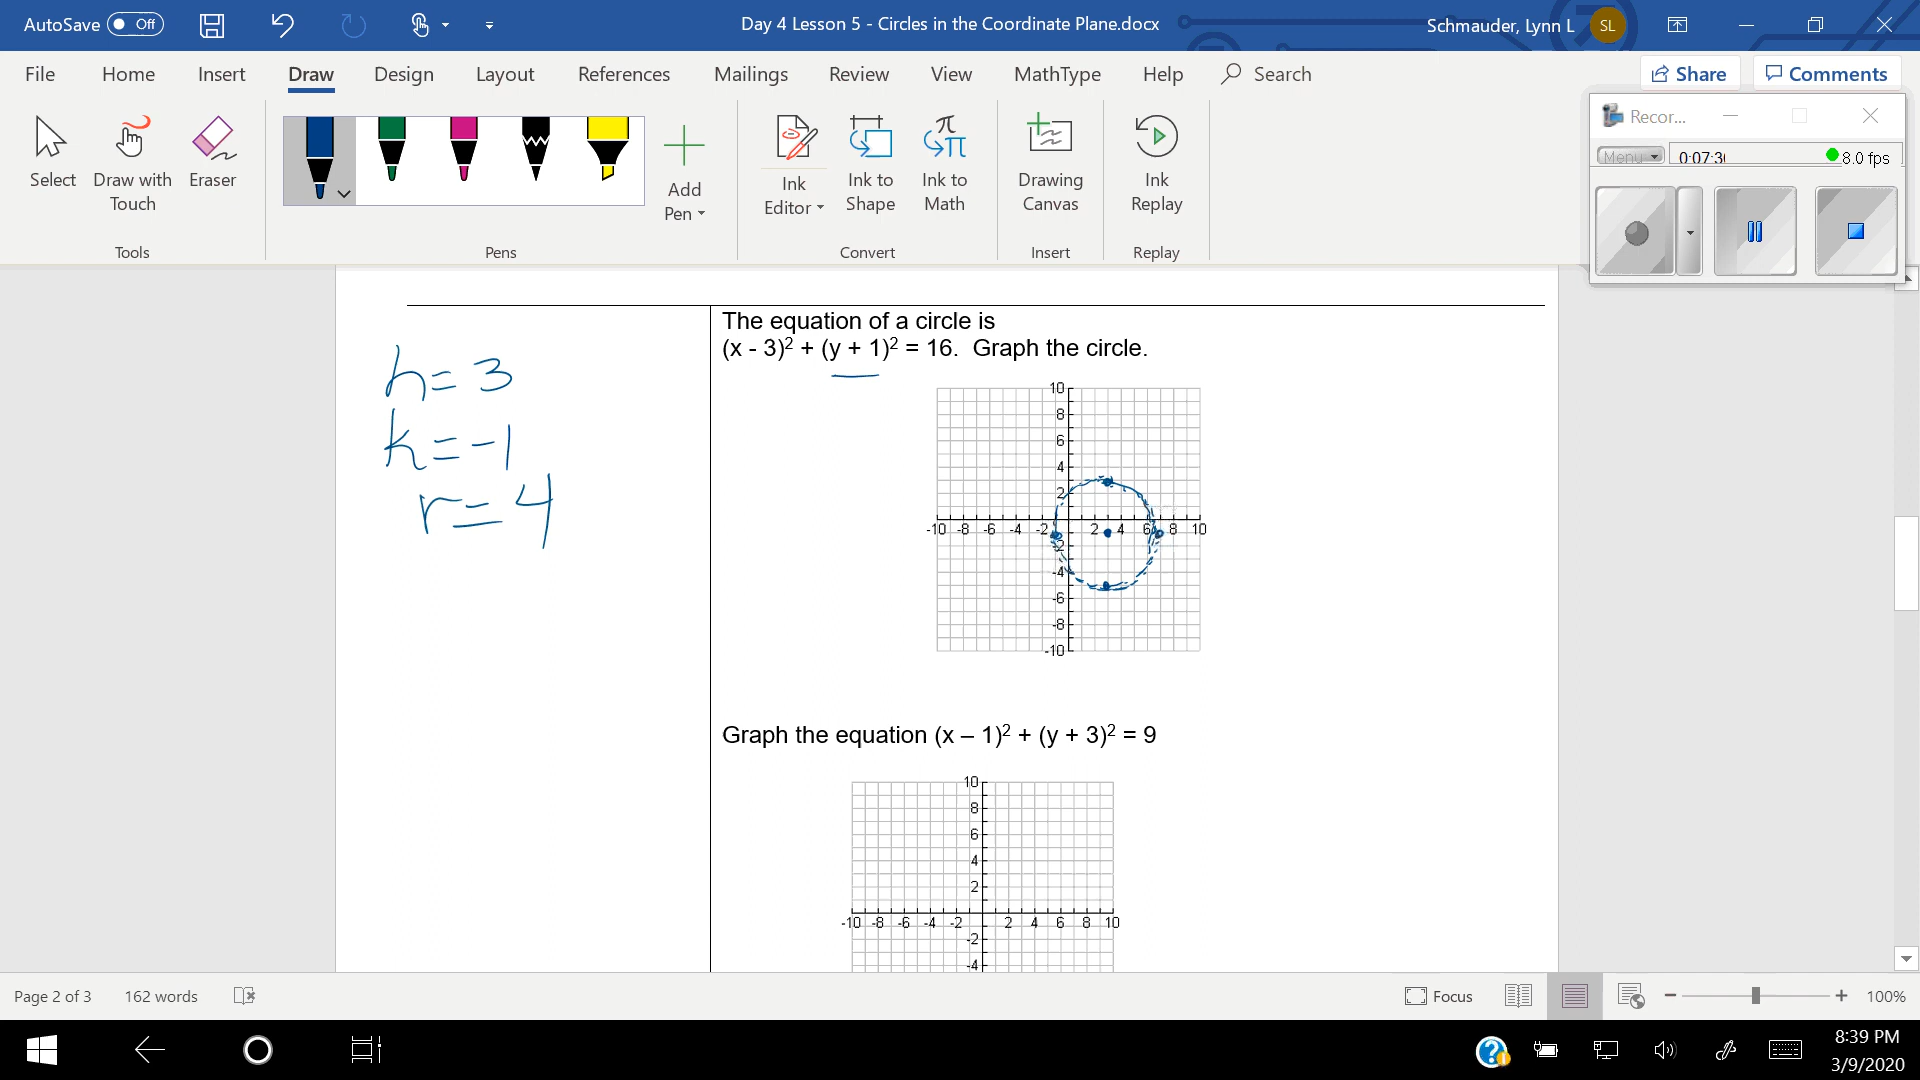 AutoSave Off
Day 4 Lesson 5 - Circles in the Coordinate Plane.docx
Schmauder, Lynn L SL
File Home Insert Draw Design Layout References Mailings Review View MathType Help Search
Share Comments
Select
Draw with
Touch
Eraser
Add
Pen
Ink
Editor
Ink to
Shape
Ink to
Math
Drawing
Canvas
Ink
Replay
Tools Pens Convert Insert Replay
Recor...
Menu 0:07:3 8.0 fps
The equation of a circle is
(x - 3)² + (y + 1)² = 16. Graph the circle.
h = 3
k = -1
r = 4
10
8
6
4
2
-10 -8 -6 -4 -2 2 4 6 8 10
-2
-4
-6
-8
-10
Graph the equation (x – 1)² + (y + 3)² = 9
10
8
6
4
2
-10 -8 -6 -4 -2 2 4 6 8 10
-2
-4
Page 2 of 3 162 words Focus 100%
8:39 PM
3/9/2020